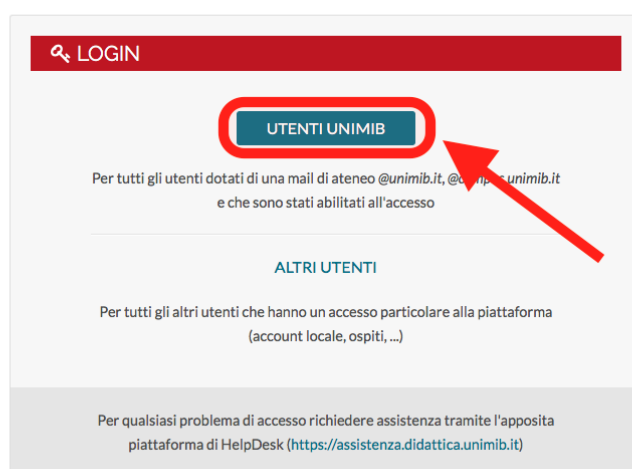 LOGIN
UTENTI UNIMIB
Per tutti gli utenti dotati di una mail di ateneo @unimib.it, unimib.it
e che sono stati abilitati all'accesso
ALTRI UTENTI
Per tutti gli altri utenti che hanno un accesso particolare alla piattaforma
(account locale, ospiti, ...)
Per qualsiasi problema di accesso richiedere assistenza tramite l'apposita
piattaforma di HelpDesk (https://assistenza.didattica.unimib.it)